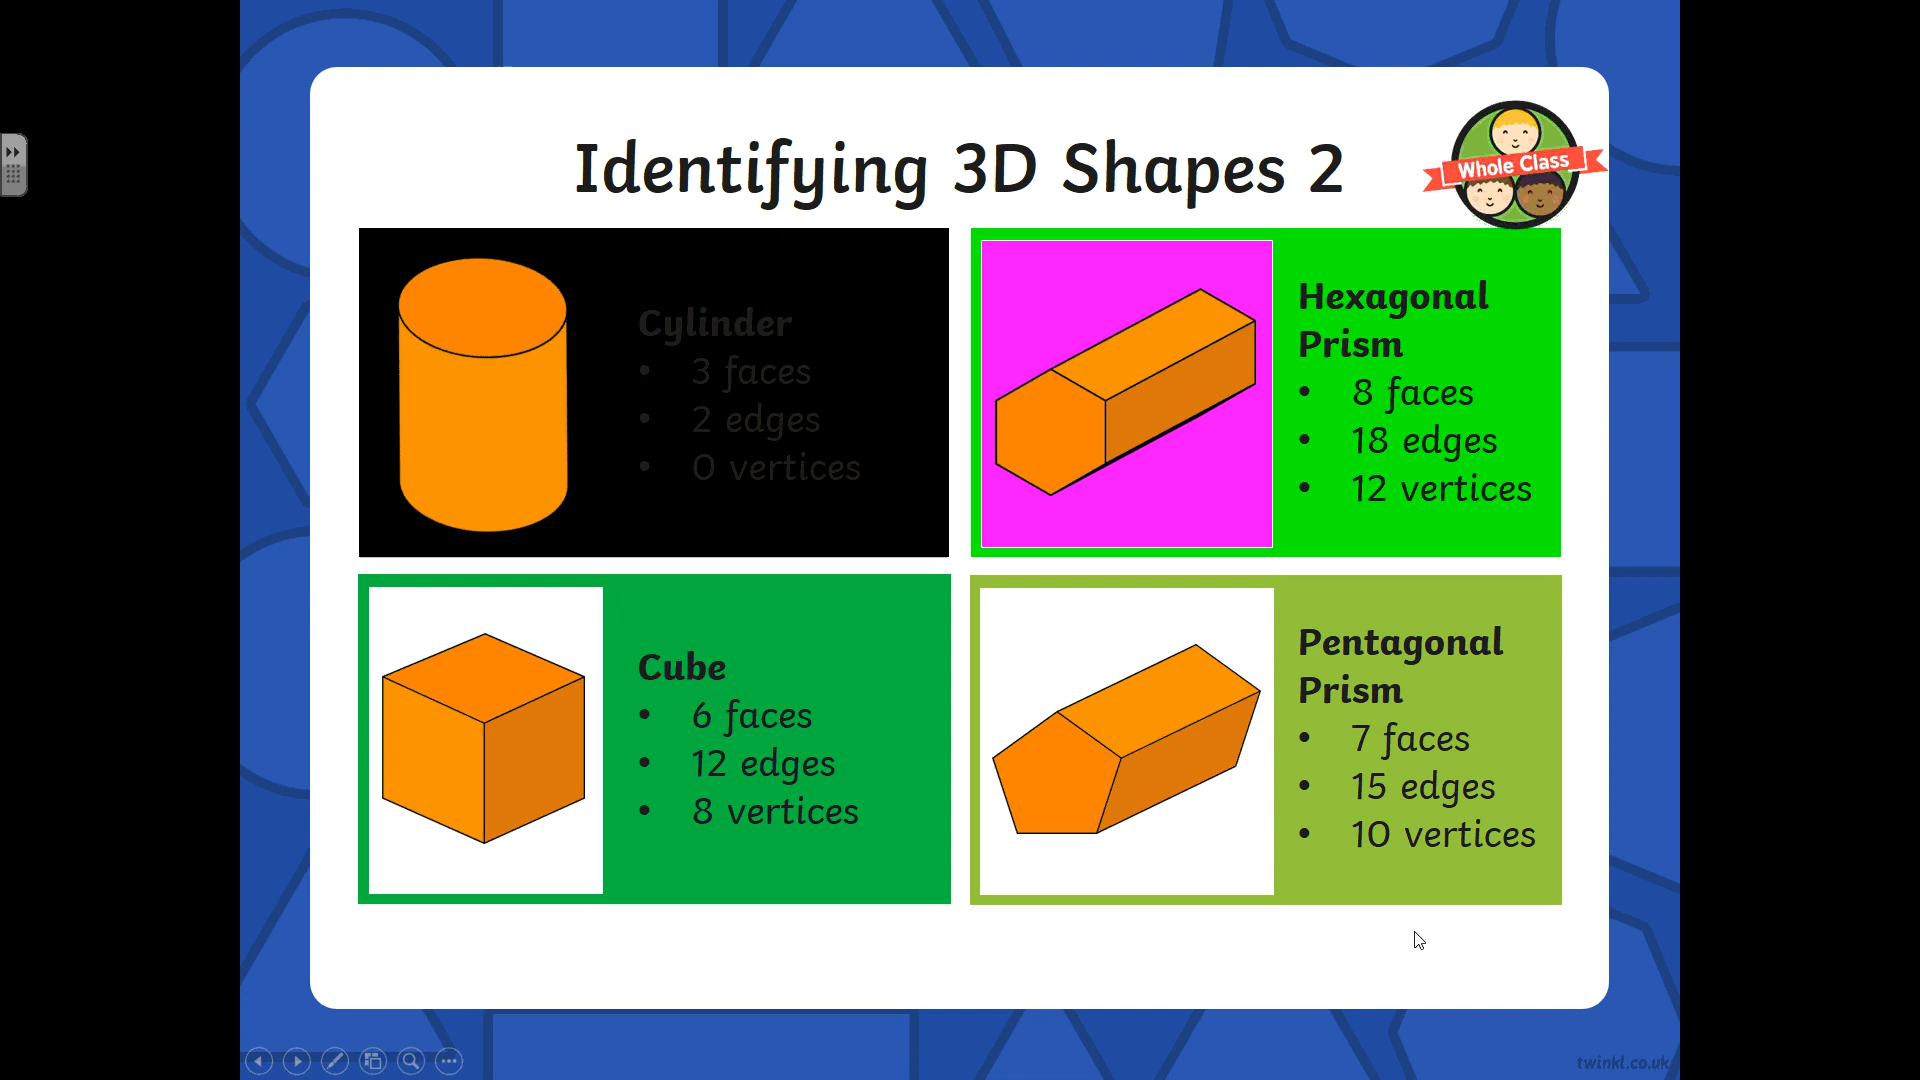 Identifying 3D Shapes 2
Whole Class
Cylinder
• 3 faces
• 2 edges
• 0 vertices
Hexagonal
Prism
• 8 faces
• 18 edges
• 12 vertices
Cube
• 6 faces
• 12 edges
• 8 vertices
Pentagonal
Prism
• 7 faces
• 15 edges
• 10 vertices
twinkl.co.uk